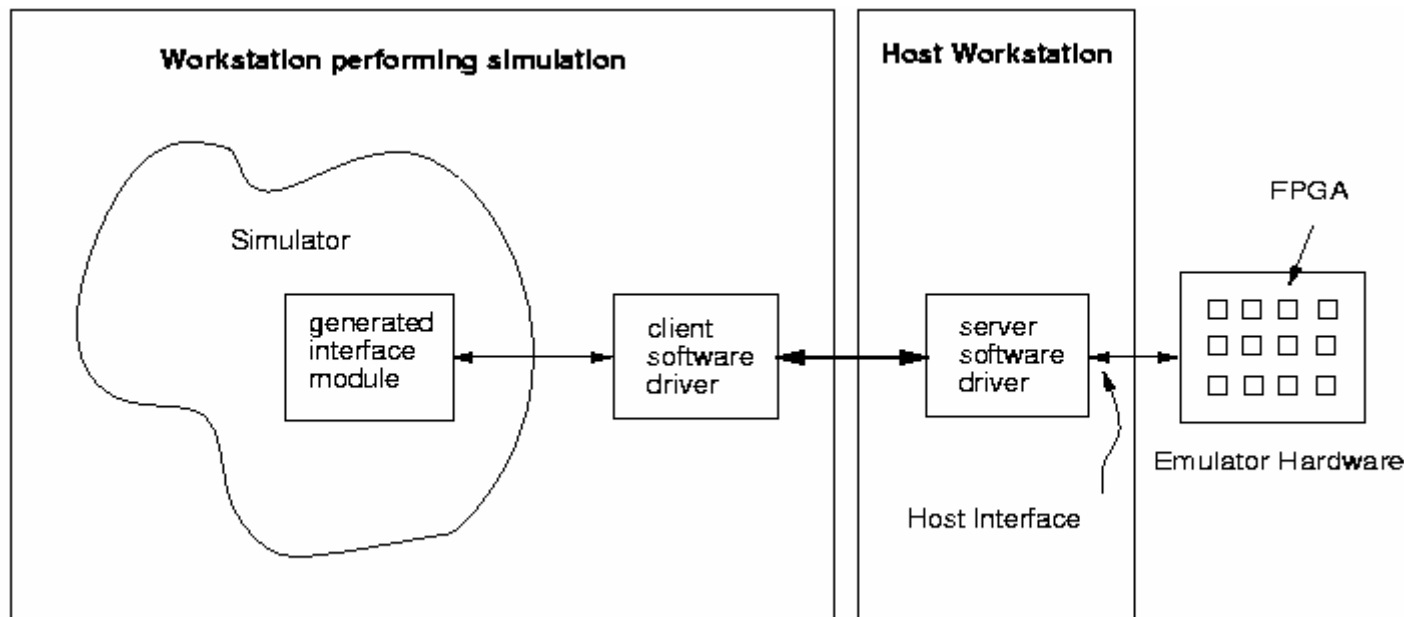 Workstation performing simulation
Host Workstation
FPGA
Simulator
generated
interface
module
client
software
driver
server
software
driver
Emulator Hardware
Host Interface